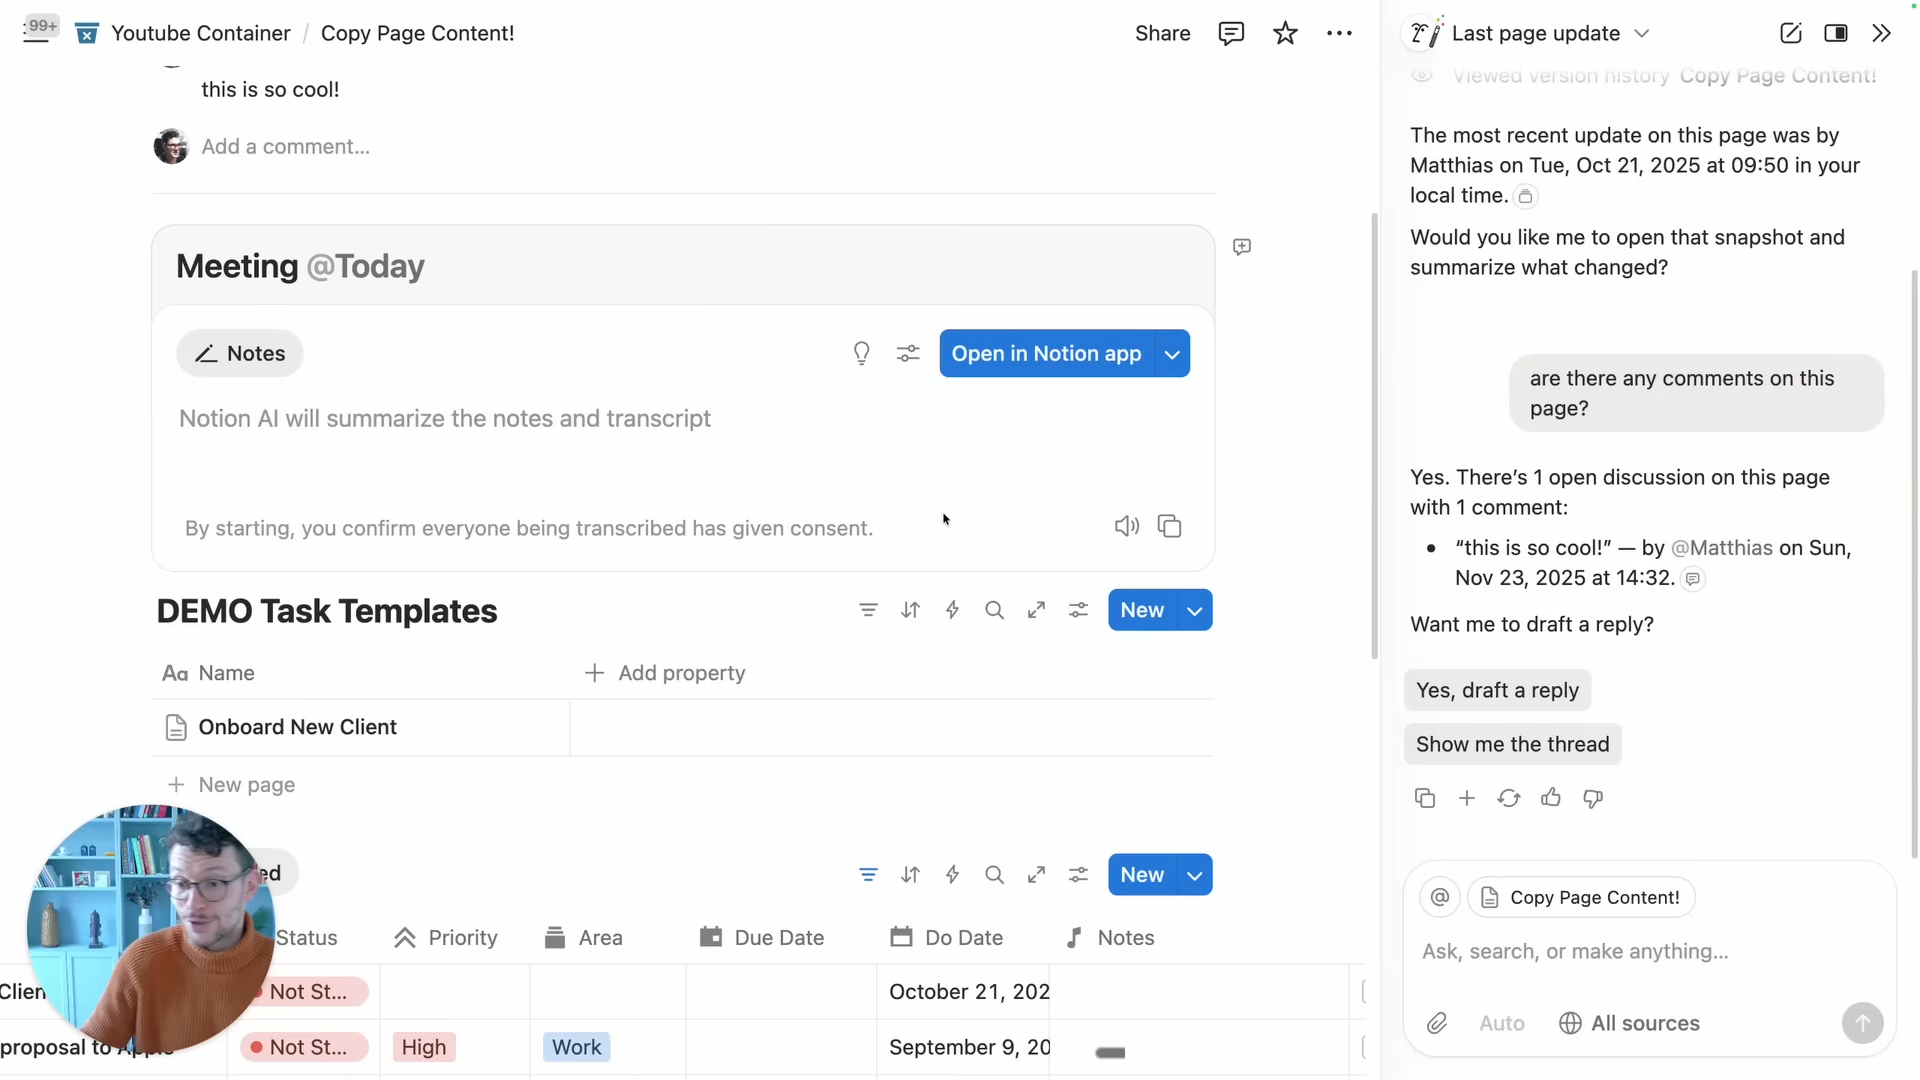 99+
Youtube Container / Copy Page Content!
Share
this is so cool!
Add a comment...
Meeting @Today
Notes
Open in Notion app
Notion AI will summarize the notes and transcript
By starting, you confirm everyone being transcribed has given consent.
DEMO Task Templates
New
Aa Name
Add property
Onboard New Client
New page
ed
New
Status
Priority
Area
Due Date
Do Date
Notes
Clien
Not St...
October 21, 202
proposal to Apple
Not St...
High
Work
September 9, 20
Last page update
Viewed version history Copy Page Content!
The most recent update on this page was by
Matthias on Tue, Oct 21, 2025 at 09:50 in your
local time.
Would you like me to open that snapshot and
summarize what changed?
are there any comments on this
page?
Yes. There’s 1 open discussion on this page
with 1 comment:
• “this is so cool!” — by @Matthias on Sun,
Nov 23, 2025 at 14:32.
Want me to draft a reply?
Yes, draft a reply
Show me the thread
@
Copy Page Content!
Ask, search, or make anything...
Auto
All sources